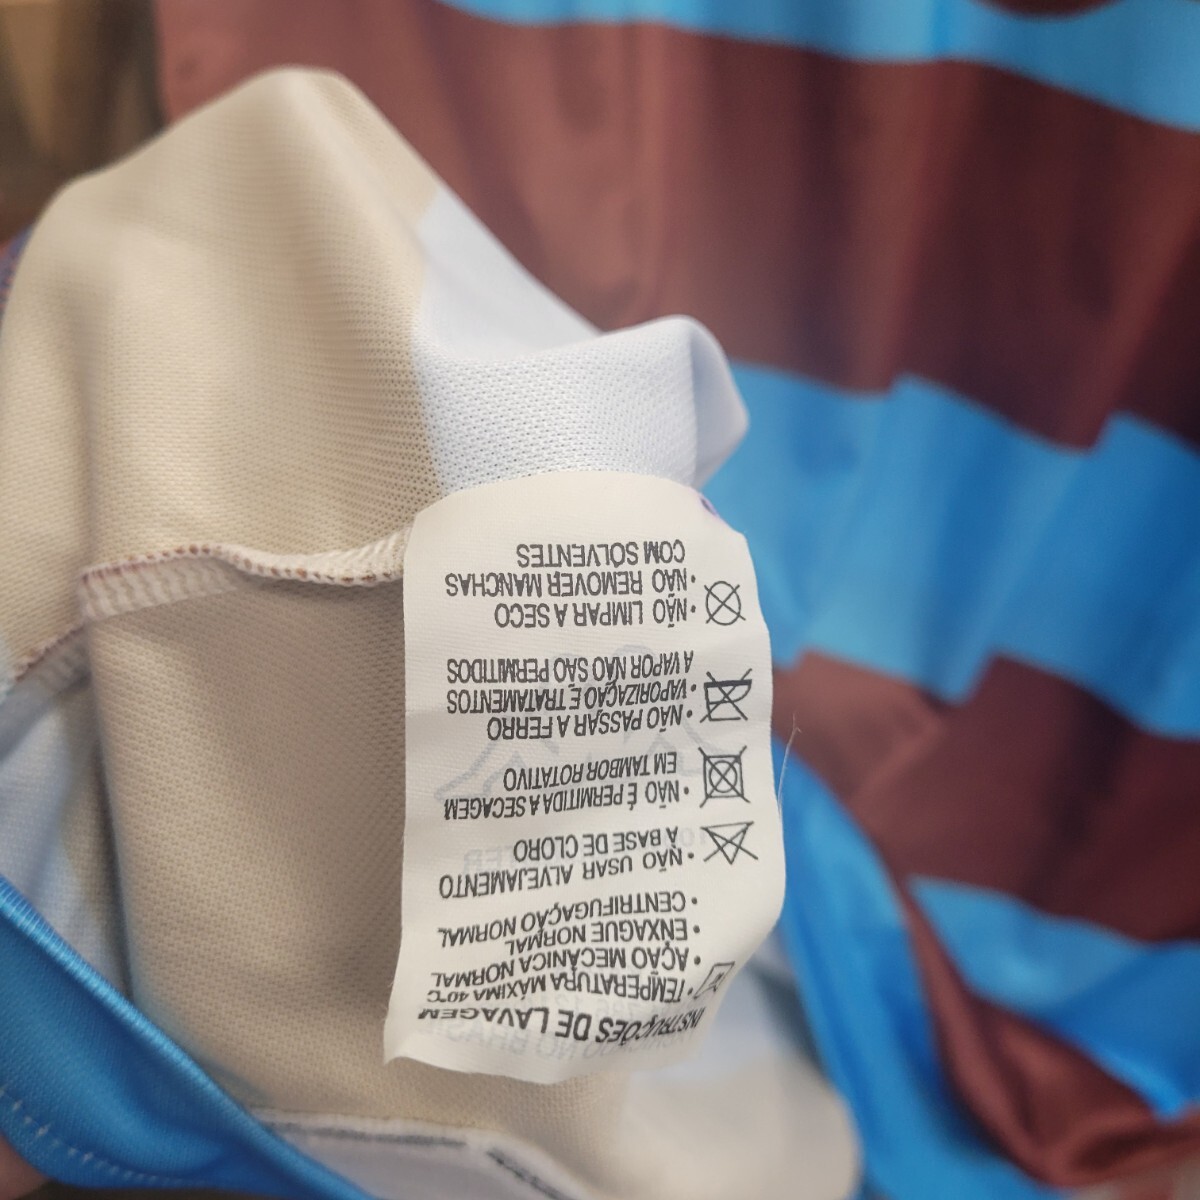 INSTRUÇÕES DE LAVAGEM
• TEMPERATURA MÁXIMA 40°C
AÇÃO MECÂNICA NORMAL
• ENXAGUE NORMAL
• CENTRIFUGAÇÃO NORMAL
• NÃO USAR ALVEJAMENTO
À BASE DE CLORO
• NÃO É PERMITIDA A SECAGEM
EM TAMBOR ROTATIVO
• NÃO PASSAR A FERRO
• VAPORIZAÇÃO E TRATAMENTOS
A VAPOR NÃO SÃO PERMITIDOS
• NÃO LIMPAR A SECO
• NÃO REMOVER MANCHAS
COM SOLVENTES